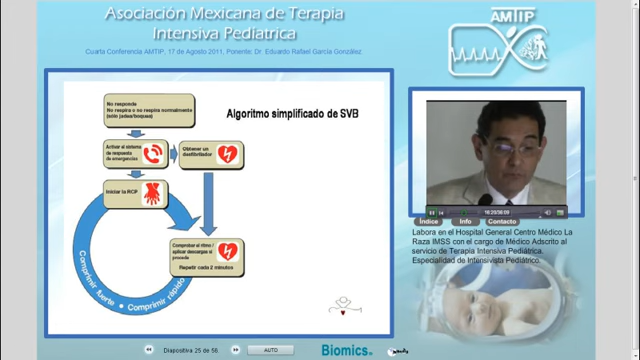 Asociación Mexicana de Terapia
Intensiva Pediatrica
Cuarta Conferencia AMTIP, 17 de Agosto 2011. Ponente: Dr. Eduardo Rafael García González
AMTIP
Algoritmo simplificado de SVB
No responde
No respira o no respira normalmente
(sólo jadea/boquea)
Activar el sistema
de respuesta
de emergencias
Obtener un
desfibrilador
Iniciar la RCP
Comprobar el ritmo /
aplicar descargas si
procede
Repetir cada 2 minutos
Comprimir fuerte • Comprimir rápido
Índice Info Contacto
Labora en el Hospital General Centro Médico La
Raza IMSS con el cargo de Médico Adscrito al
servicio de Terapia Intensiva Pediátrica.
Especialidad de Intensivista Pediátrico.
Diapositiva 25 de 56
AUTO
Biomics